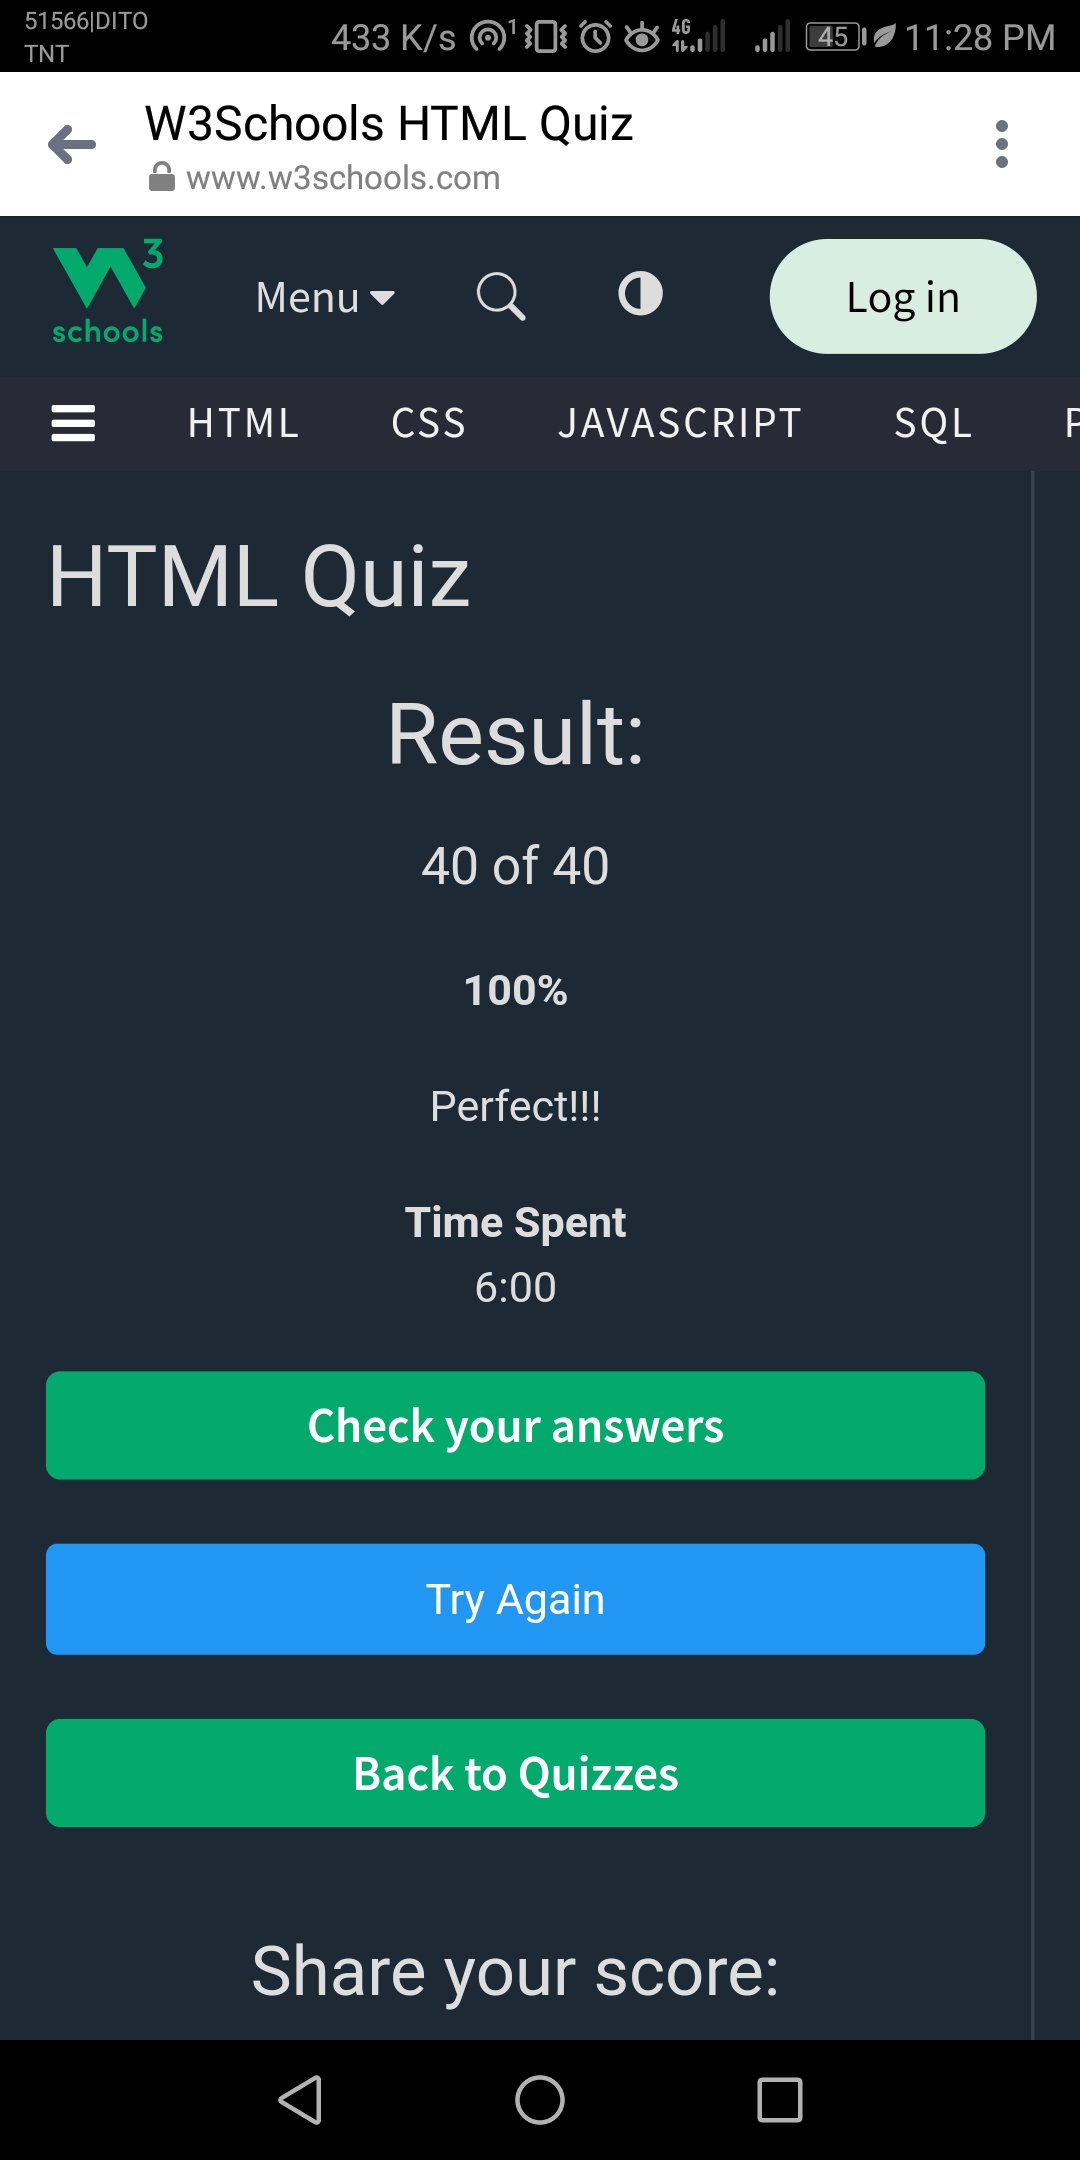 51566|DITO
TNT
433 K/s 1 4G 45 11:28 PM
W3Schools HTML Quiz
www.w3schools.com
W3
schools
Menu
Log in
HTML CSS JAVASCRIPT SQL P
HTML Quiz
Result:
40 of 40
100%
Perfect!!!
Time Spent
6:00
Check your answers
Try Again
Back to Quizzes
Share your score: